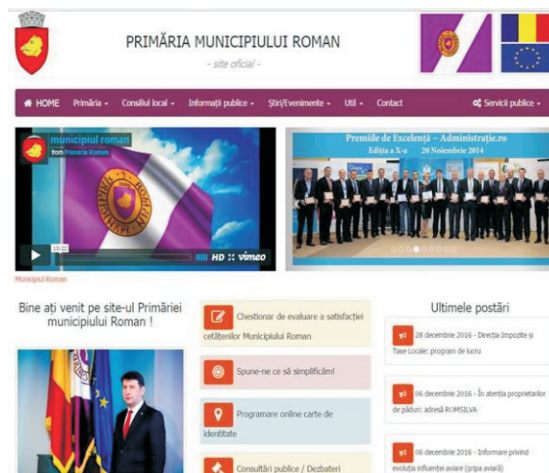 PRIMĂRIA MUNICIPIULUI ROMAN
- site oficial -
HOME Primăria Consiliul local Informații publice Știri/Evenimente Util Contact Servicii publice
municipiul roman
from Primaria Roman
13:22
HD :: vimeo
Premiile de Excelență – Administratie.ro
Ediția a X-a 20 Noiembrie 2014
Municipiul Roman
Bine ați venit pe site-ul Primăriei
municipiului Roman !
Chestionar de evaluare a satisfacției
cetățenilor Municipiului Roman
Spune-ne ce să simplificăm!
Programare online carte de
identitate
Consultări publice / Dezbateri
Ultimele postări
28 decembrie 2016 - Direcția Impozite și
Taxe Locale: program de lucru
06 decembrie 2016 - În atenția proprietarilor
de păduri: adresă ROMSILVA
06 decembrie 2016 - Informare privind
evoluția influenței aviare (gripa aviară)